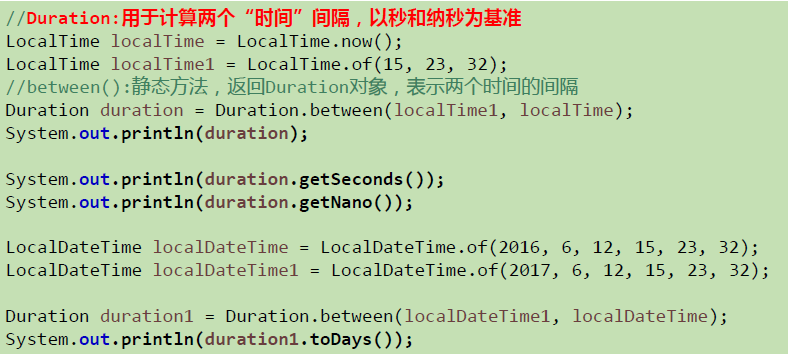 //Duration:用于计算两个“时间”间隔，以秒和纳秒为基准
LocalTime localTime = LocalTime.now();
LocalTime localTime1 = LocalTime.of(15, 23, 32);
//between():静态方法，返回Duration对象，表示两个时间的间隔
Duration duration = Duration.between(localTime1, localTime);
System.out.println(duration);
System.out.println(duration.getSeconds());
System.out.println(duration.getNano());
LocalDateTime localDateTime = LocalDateTime.of(2016, 6, 12, 15, 23, 32);
LocalDateTime localDateTime1 = LocalDateTime.of(2017, 6, 12, 15, 23, 32);
Duration duration1 = Duration.between(localDateTime1, localDateTime);
System.out.println(duration1.toDays());